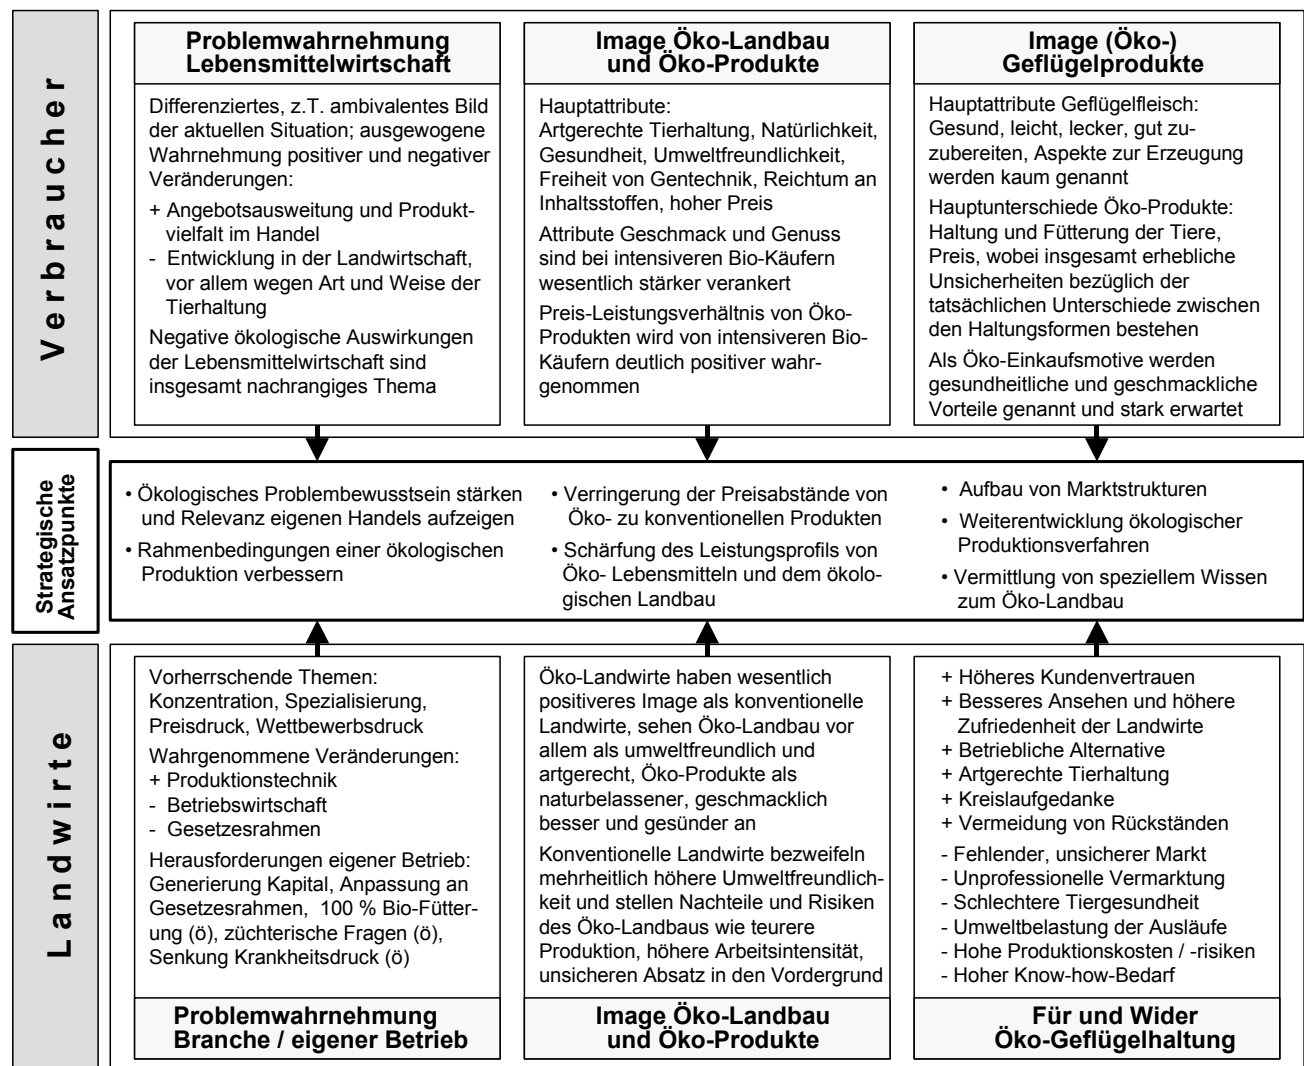 Verbraucher
Problemwahrnehmung
Lebensmittelwirtschaft
Differenziertes, z.T. ambivalentes Bild
der aktuellen Situation; ausgewogene
Wahrnehmung positiver und negativer
Veränderungen:
+ Angebotsausweitung und Produkt-
vielfalt im Handel
- Entwicklung in der Landwirtschaft,
vor allem wegen Art und Weise der
Tierhaltung
Negative ökologische Auswirkungen
der Lebensmittelwirtschaft sind
insgesamt nachrangiges Thema
Image Öko-Landbau
und Öko-Produkte
Hauptattribute:
Artgerechte Tierhaltung, Natürlichkeit,
Gesundheit, Umweltfreundlichkeit,
Freiheit von Gentechnik, Reichtum an
Inhaltsstoffen, hoher Preis
Attribute Geschmack und Genuss
sind bei intensiveren Bio-Käufern
wesentlich stärker verankert
Preis-Leistungsverhältnis von Öko-
Produkten wird von intensiveren Bio-
Käufern deutlich positiver wahr-
genommen
Image (Öko-)
Geflügelprodukte
Hauptattribute Geflügelfleisch:
Gesund, leicht, lecker, gut zu-
zubereiten, Aspekte zur Erzeugung
werden kaum genannt
Hauptunterschiede Öko-Produkte:
Haltung und Fütterung der Tiere,
Preis, wobei insgesamt erhebliche
Unsicherheiten bezüglich der
tatsächlichen Unterschiede zwischen
den Haltungsformen bestehen
Als Öko-Einkaufsmotive werden
gesundheitliche und geschmackliche
Vorteile genannt und stark erwartet
Strategische
Ansatzpunkte
• Ökologisches Problembewusstsein stärken
und Relevanz eigenen Handels aufzeigen
• Rahmenbedingungen einer ökologischen
Produktion verbessern
• Verringerung der Preisabstände von
Öko- zu konventionellen Produkten
• Schärfung des Leistungsprofils von
Öko- Lebensmitteln und dem ökolo-
gischen Landbau
• Aufbau von Marktstrukturen
• Weiterentwicklung ökologischer
Produktionsverfahren
• Vermittlung von speziellem Wissen
zum Öko-Landbau
Landwirte
Vorherrschende Themen:
Konzentration, Spezialisierung,
Preisdruck, Wettbewerbsdruck
Wahrgenommene Veränderungen:
+ Produktionstechnik
- Betriebswirtschaft
- Gesetzesrahmen
Herausforderungen eigener Betrieb:
Generierung Kapital, Anpassung an
Gesetzesrahmen, 100 % Bio-Fütter-
ung (ö), züchterische Fragen (ö),
Senkung Krankheitsdruck (ö)
Problemwahrnehmung
Branche / eigener Betrieb
Öko-Landwirte haben wesentlich
positiveres Image als konventionelle
Landwirte, sehen Öko-Landbau vor
allem als umweltfreundlich und
artgerecht, Öko-Produkte als
naturbelassener, geschmacklich
besser und gesünder an
Konventionelle Landwirte bezweifeln
mehrheitlich höhere Umweltfreundlich-
keit und stellen Nachteile und Risiken
des Öko-Landbaus wie teurere
Produktion, höhere Arbeitsintensität,
unsicheren Absatz in den Vordergrund
Image Öko-Landbau
und Öko-Produkte
+ Höheres Kundenvertrauen
+ Besseres Ansehen und höhere
Zufriedenheit der Landwirte
+ Betriebliche Alternative
+ Artgerechte Tierhaltung
+ Kreislaufgedanke
+ Vermeidung von Rückständen
- Fehlender, unsicherer Markt
- Unprofessionelle Vermarktung
- Schlechtere Tiergesundheit
- Umweltbelastung der Ausläufe
- Hohe Produktionskosten / -risiken
- Hoher Know-how-Bedarf
Für und Wider
Öko-Geflügelhaltung